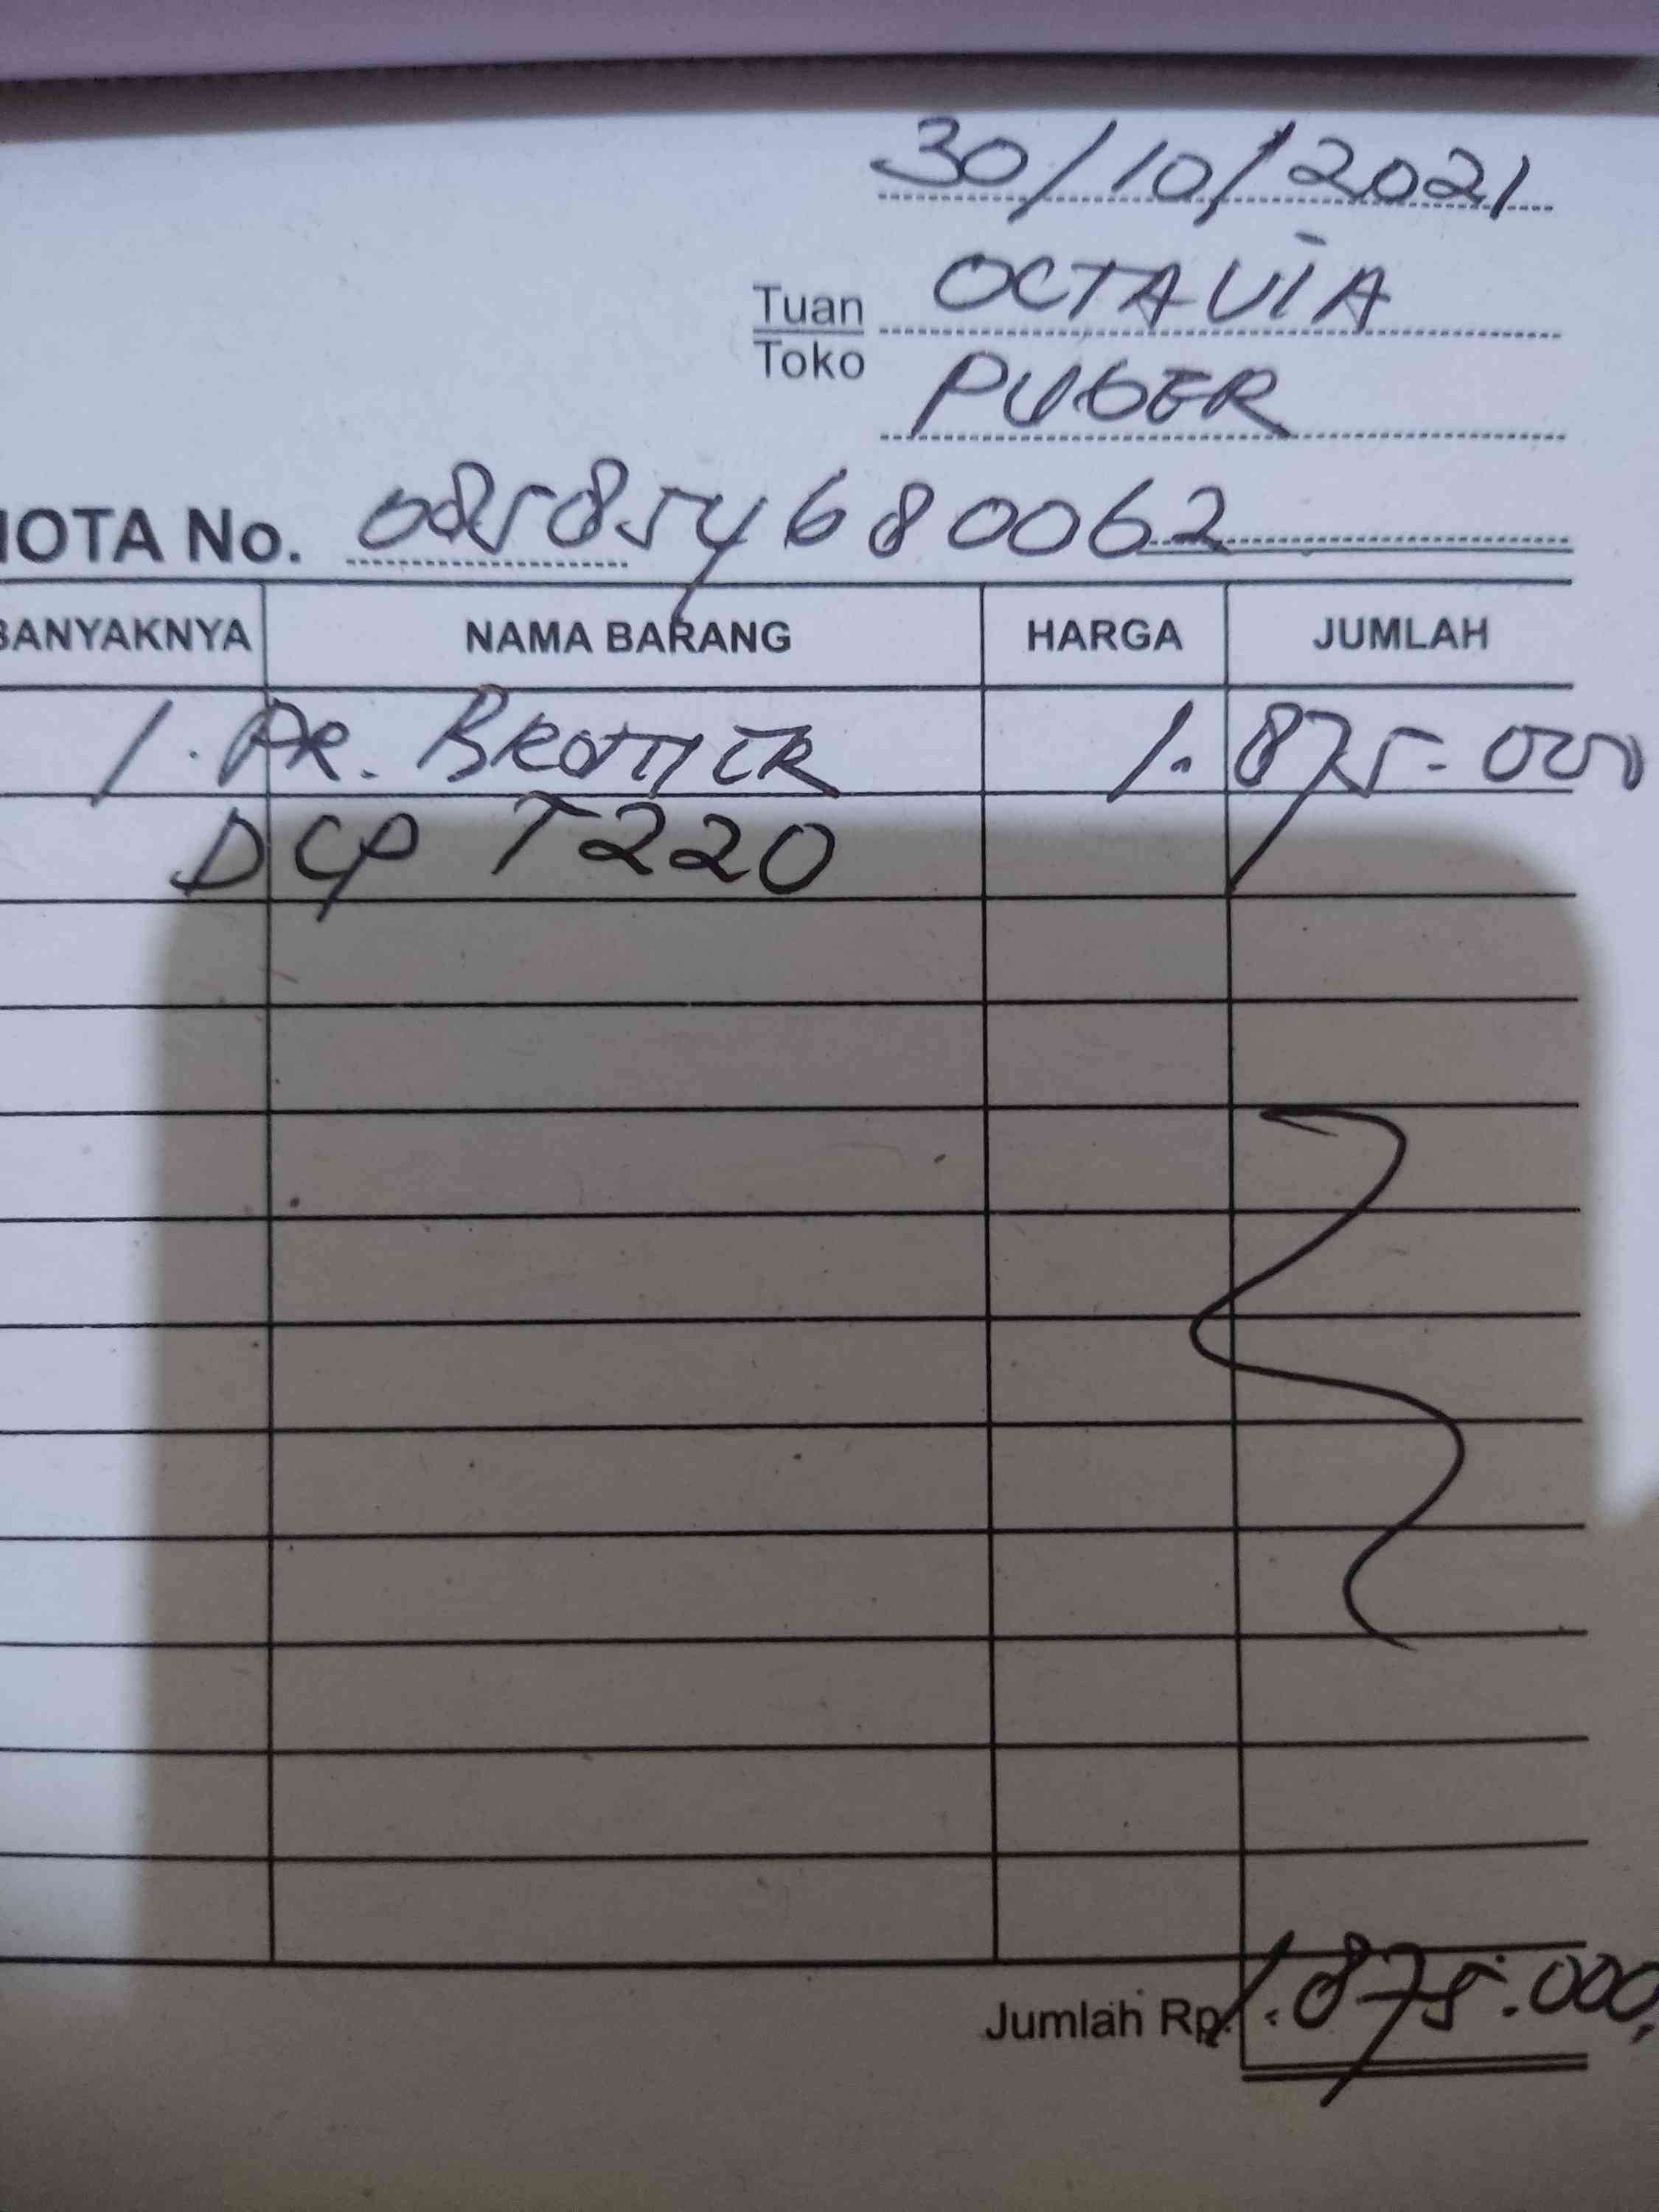 30/10/2021
Tuan OCTAVIA
Toko PUGER
NOTA No. 085854680062
BANYAKNYA NAMA BARANG HARGA JUMLAH
1. PR. BROTHER 1.875.000
DCP T220
Jumlah Rp. 1.875.000,